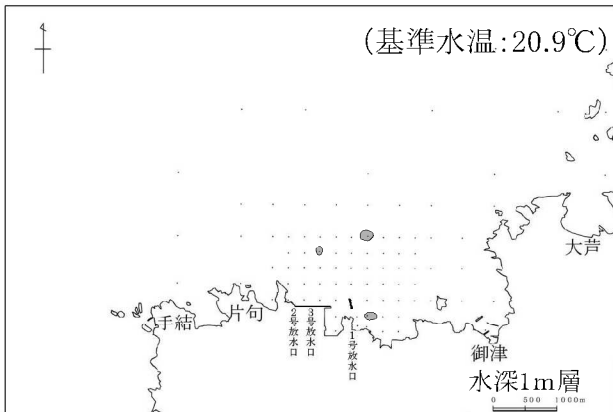 (基準水温:20.9℃)
大芦
手結
片句
2号放水口
3号放水口
1号放水口
御津
水深1m層
0 500 1000m